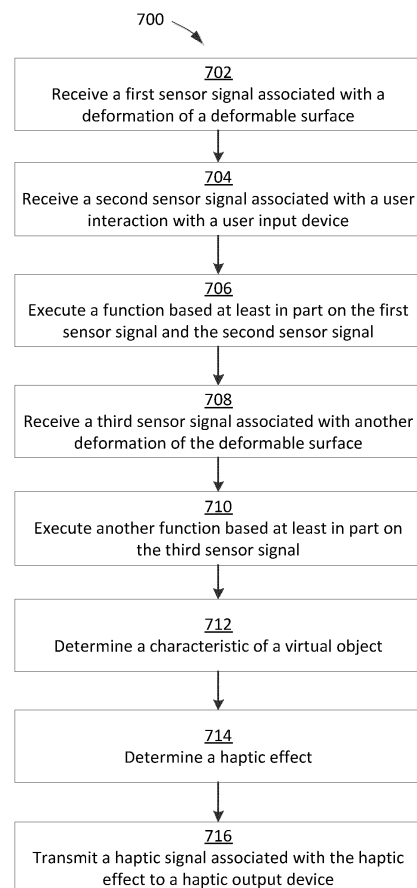 700
702
Receive a first sensor signal associated with a
deformation of a deformable surface
704
Receive a second sensor signal associated with a user
interaction with a user input device
706
Execute a function based at least in part on the first
sensor signal and the second sensor signal
708
Receive a third sensor signal associated with another
deformation of the deformable surface
710
Execute another function based at least in part on
the third sensor signal
712
Determine a characteristic of a virtual object
714
Determine a haptic effect
716
Transmit a haptic signal associated with the haptic
effect to a haptic output device